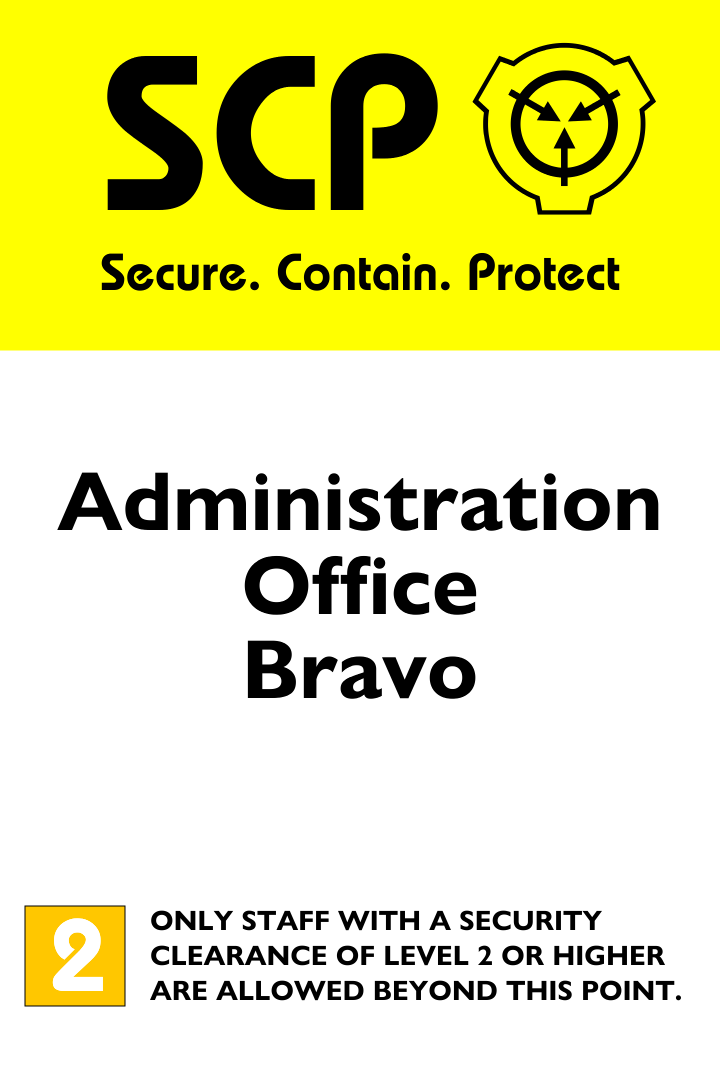 SCP
Secure. Contain. Protect
Administration
Office
Bravo
2
ONLY STAFF WITH A SECURITY
CLEARANCE OF LEVEL 2 OR HIGHER
ARE ALLOWED BEYOND THIS POINT.